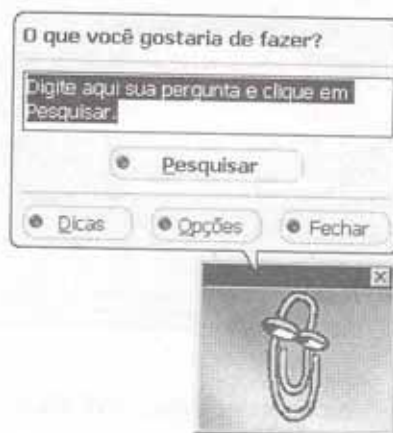 O que você gostaria de fazer?
Digite aqui sua pergunta e clique em
Pesquisar.
Pesquisar
Dicas
Opções
Fechar